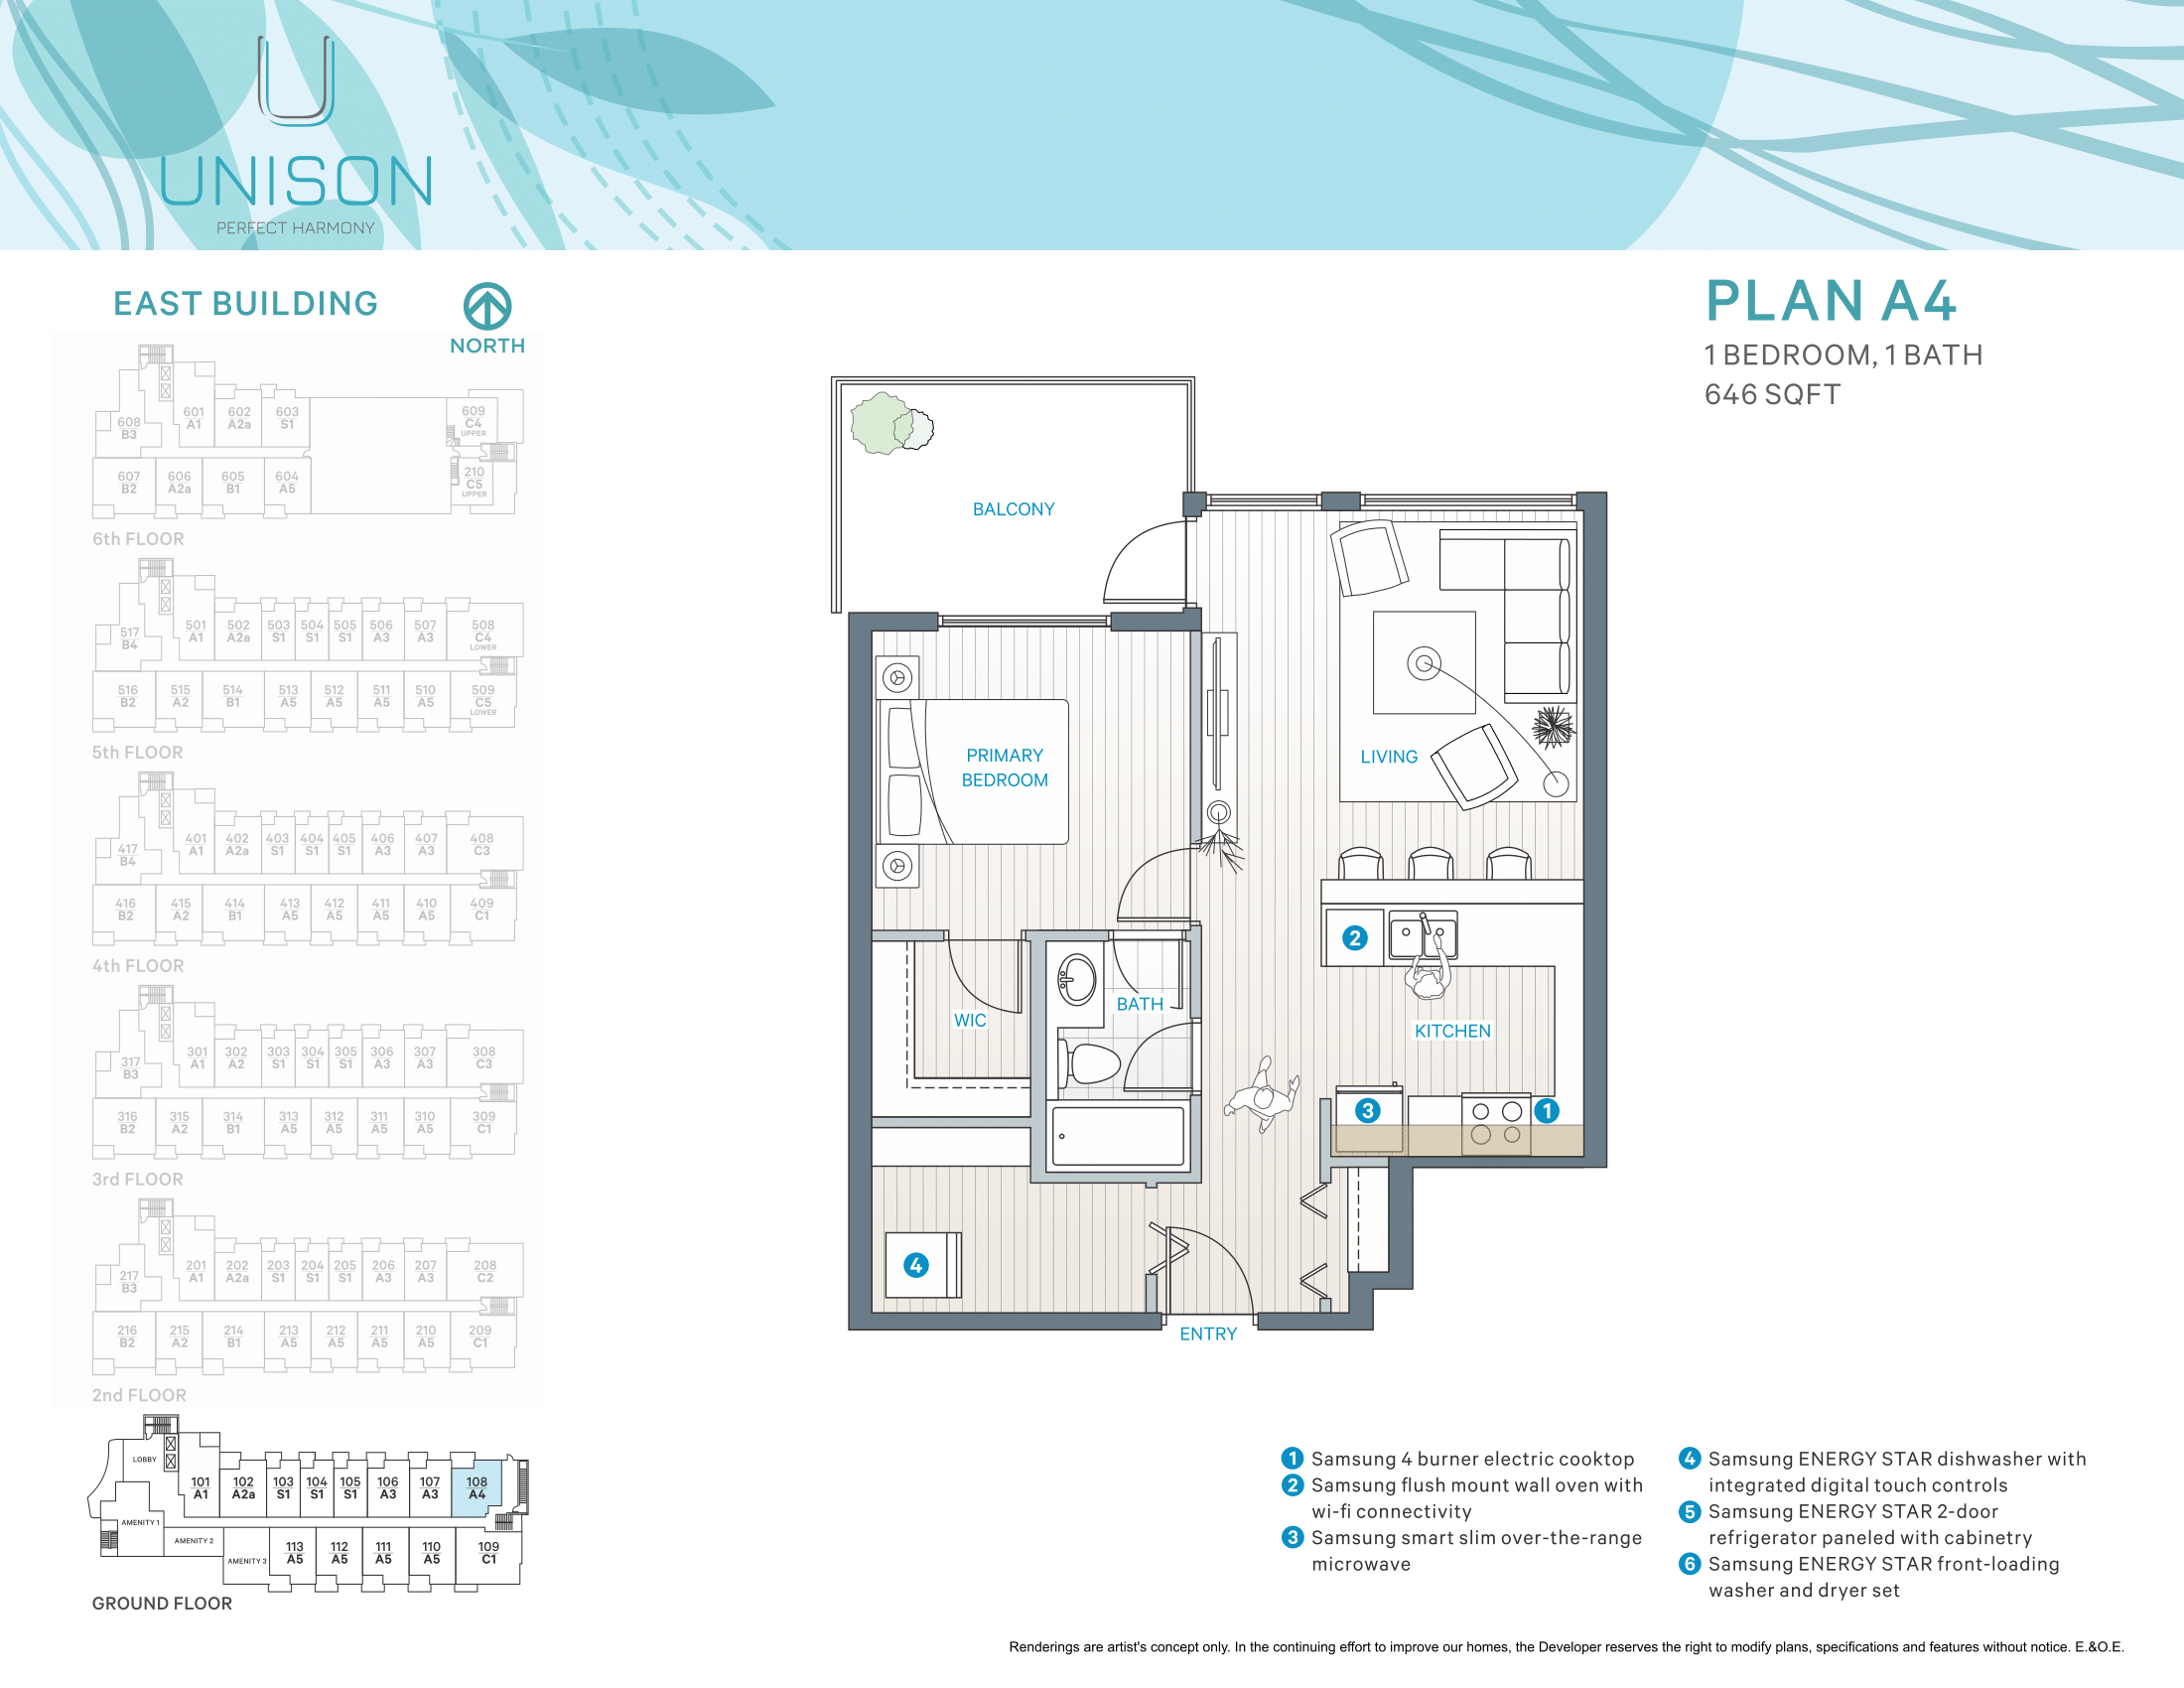 UNISON
PERFECT HARMONY
EAST BUILDING
NORTH
PLAN A4
1 BEDROOM, 1 BATH
646 SQFT
601 A1
602 A2a
603 S1
609 C4 UPPER
608 B3
607 B2
606 A2a
605 B1
604 A5
210 C5 UPPER
6th FLOOR
501 A1
502 A2a
503 S1
504 S1
505 S1
506 A3
507 A3
508 C4 LOWER
517 B4
516 B2
515 A2
514 B1
513 A5
512 A5
511 A5
510 A5
509 C5 LOWER
5th FLOOR
401 A1
402 A2a
403 S1
404 S1
405 S1
406 A3
407 A3
408 C3
417 B4
416 B2
415 A2
414 B1
413 A5
412 A5
411 A5
410 A5
409 C1
4th FLOOR
301 A1
302 A2
303 S1
304 S1
305 S1
306 A3
307 A3
308 C3
317 B3
316 B2
315 A2
314 B1
313 A5
312 A5
311 A5
310 A5
309 C1
3rd FLOOR
201 A1
202 A2a
203 S1
204 S1
205 S1
206 A3
207 A3
208 C2
217 B3
216 B2
215 A2
214 B1
213 A5
212 A5
211 A5
210 A5
209 C1
2nd FLOOR
LOBBY
101 A1
102 A2a
103 S1
104 S1
105 S1
106 A3
107 A3
108 A4
AMENITY 1
AMENITY 2
AMENITY 3
113 A5
112 A5
111 A5
110 A5
109 C1
GROUND FLOOR
BALCONY
PRIMARY
BEDROOM
LIVING
2
BATH
WIC
KITCHEN
3
1
4
ENTRY
1 Samsung 4 burner electric cooktop
2 Samsung flush mount wall oven with
wi-fi connectivity
3 Samsung smart slim over-the-range
microwave
4 Samsung ENERGY STAR dishwasher with
integrated digital touch controls
5 Samsung ENERGY STAR 2-door
refrigerator paneled with cabinetry
6 Samsung ENERGY STAR front-loading
washer and dryer set
Renderings are artist's concept only. In the continuing effort to improve our homes, the Developer reserves the right to modify plans, specifications and features without notice. E.&O.E.